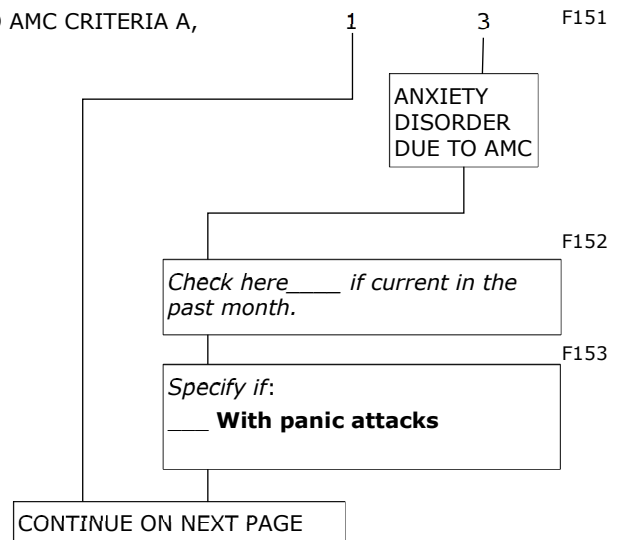 AMC CRITERIA A, 1 3 F151
ANXIETY
DISORDER
DUE TO AMC
F152
Check here____ if current in the
past month.
F153
Specify if:
___ With panic attacks
CONTINUE ON NEXT PAGE